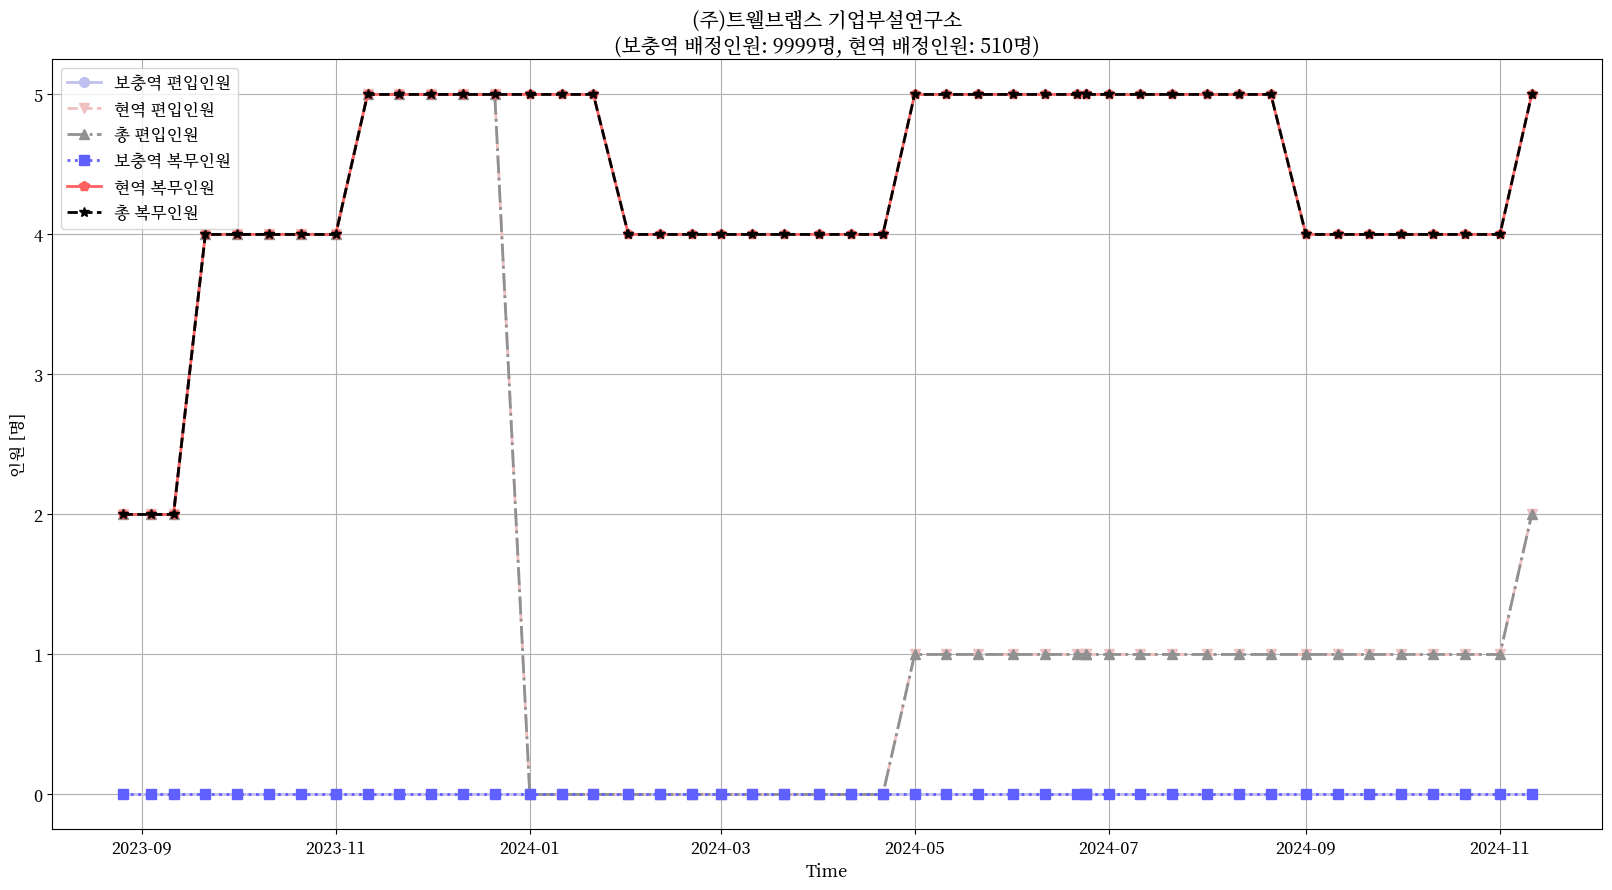 (주)트웰브랩스 기업부설연구소
(보충역 배정인원: 9999명, 현역 배정인원: 510명)
보충역 편입인원
현역 편입인원
총 편입인원
보충역 복무인원
현역 복무인원
총 복무인원
5
4
3
2
1
0
인원 [명]
2023-09
2023-11
2024-01
2024-03
2024-05
2024-07
2024-09
2024-11
Time